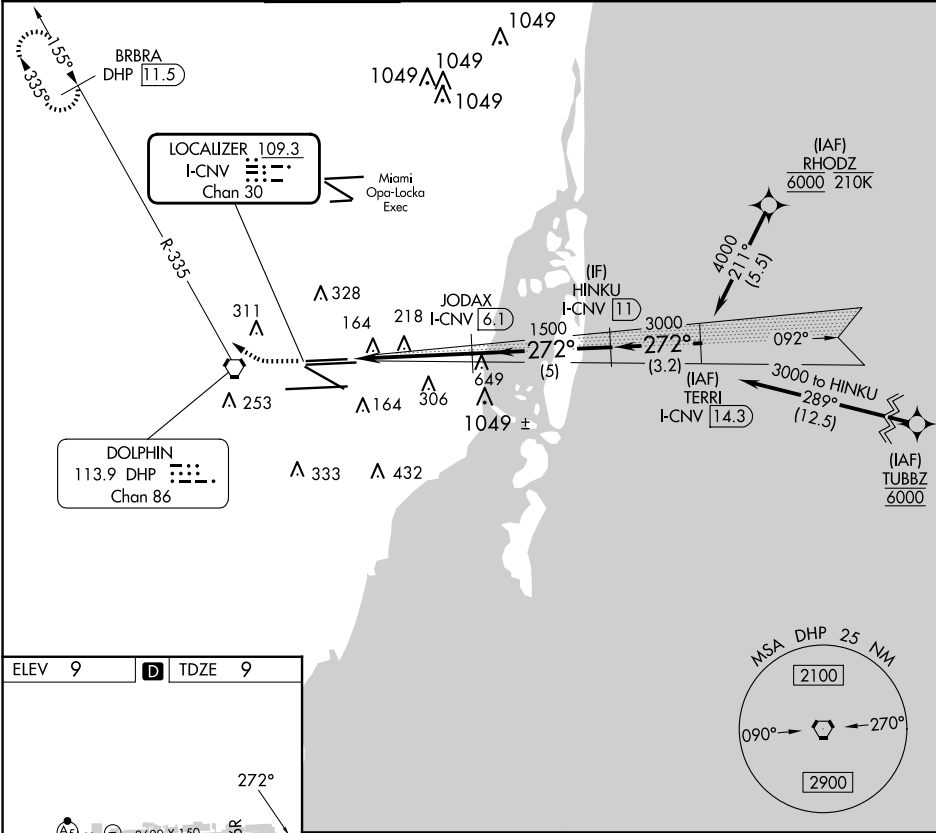 1049
1049
1049
1049
155°
335°
BRBRA
DHP 11.5
LOCALIZER 109.3
I-CNV
Chan 30
Miami
Opa-Locka
Exec
(IAF)
RHODZ
6000 210K
4000
211°
(5.5)
R-335
311
328
164
218
JODAX
I-CNV 6.1
(IF)
HINKU
I-CNV 11
1500
3000
272°
(5)
272°
(3.2)
092°
3000 to HINKU
289°
(12.5)
(IAF)
TERRI
I-CNV 14.3
(IAF)
TUBBZ
6000
253
164
306
649
1049 ±
333
432
DOLPHIN
113.9 DHP
Chan 86
MSA DHP 25 NM
2100
090°
270°
2900
ELEV 9
D
TDZE 9
272°
A5
8600 X 150